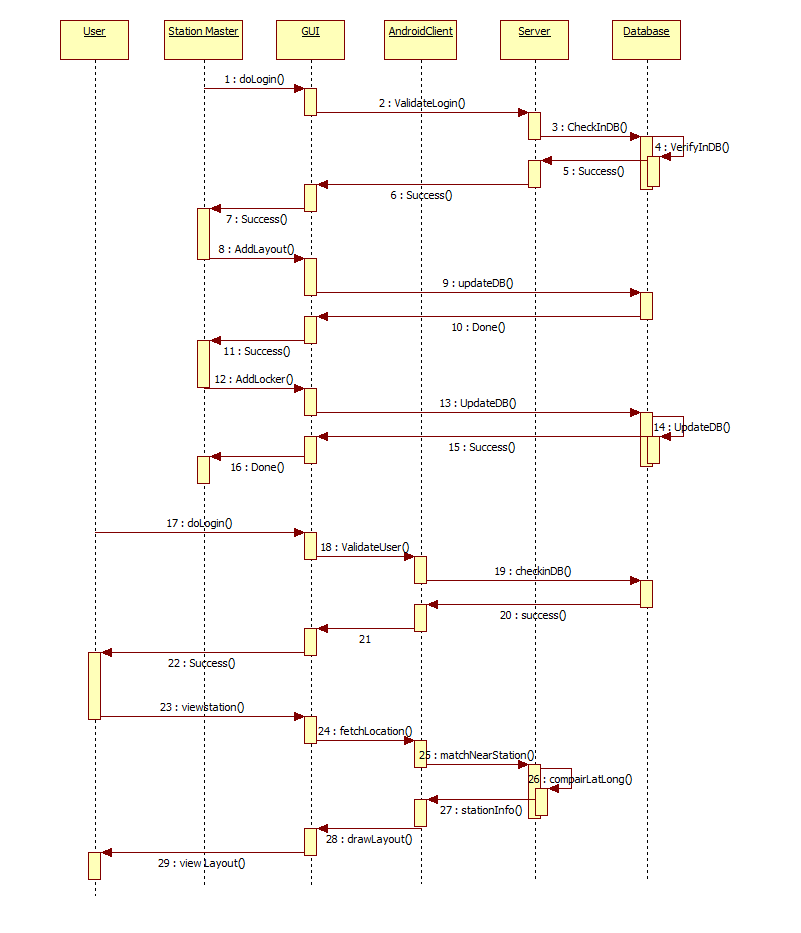 User
Station Master
GUI
AndroidClient
Server
Database
1 : doLogin()
2 : ValidateLogin()
3 : CheckInDB()
4 : VerifyInDB()
5 : Success()
6 : Success()
7 : Success()
8 : AddLayout()
9 : updateDB()
10 : Done()
11 : Success()
12 : AddLocker()
13 : UpdateDB()
14 : UpdateDB()
15 : Success()
16 : Done()
17 : doLogin()
18 : ValidateUser()
19 : checkinDB()
20 : success()
21
22 : Success()
23 : viewstation()
24 : fetchLocation()
25 : matchNearStation()
26 : compairLatLong()
27 : stationInfo()
28 : drawLayout()
29 : view Layout()